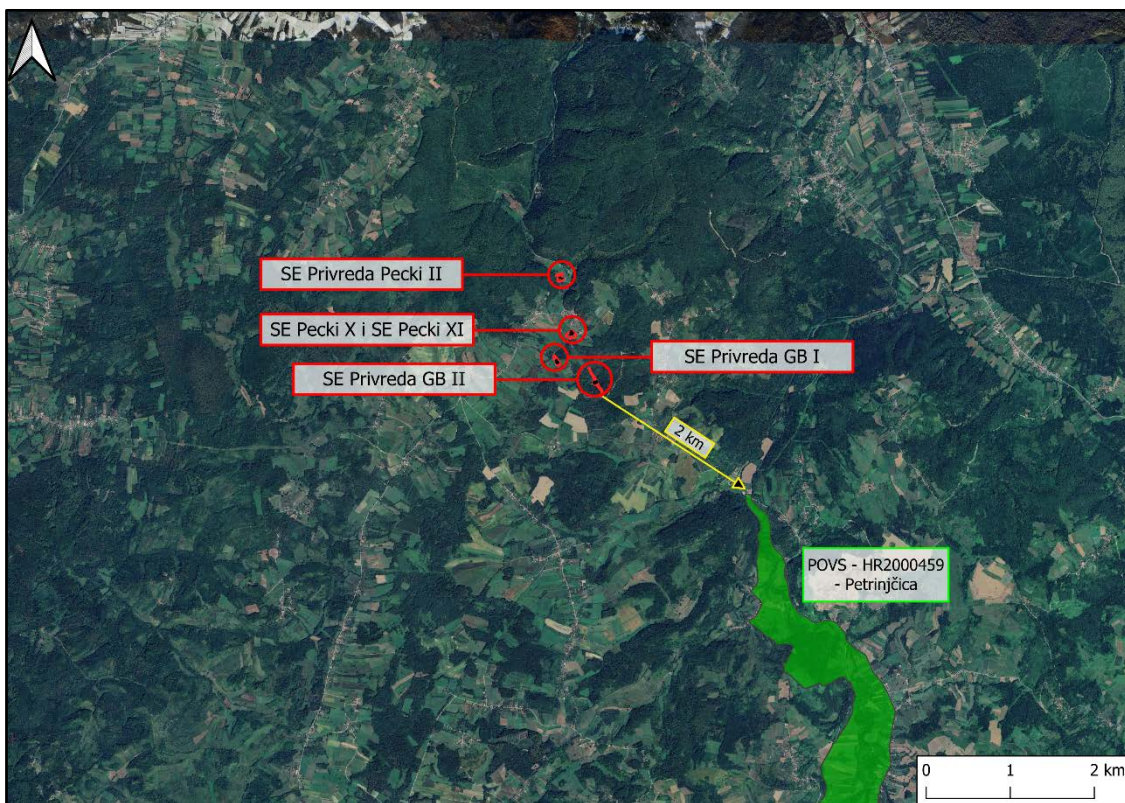 SE Privreda Pecki II
SE Pecki X i SE Pecki XI
SE Privreda GB I
SE Privreda GB II
2 km
POVS - HR2000459
- Petrinjčica
0 1 2 km